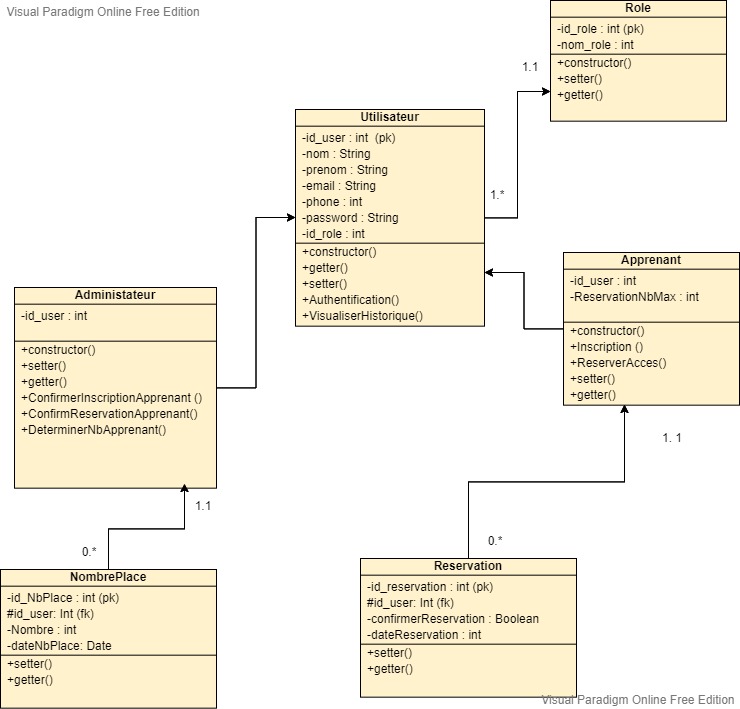 Visual Paradigm Online Free Edition
Role
-id_role : int (pk)
-nom_role : int
+constructor()
+setter()
+getter()
1.1
Utilisateur
-id_user : int (pk)
-nom : String
-prenom : String
-email : String
-phone : int
-password : String
-id_role : int
+constructor()
+getter()
+setter()
+Authentification()
+VisualiserHistorique()
1.*
Apprenant
-id_user : int
-ReservationNbMax : int
+constructor()
+Inscription ()
+ReserverAcces()
+setter()
+getter()
Administateur
-id_user : int
+constructor()
+setter()
+getter()
+ConfirmerInscriptionApprenant ()
+ConfirmReservationApprenant()
+DeterminerNbApprenant()
1. 1
1.1
0.*
0.*
NombrePlace
-id_NbPlace : int (pk)
#id_user: Int (fk)
-Nombre : int
-dateNbPlace: Date
+setter()
+getter()
Reservation
-id_reservation : int (pk)
#id_user: Int (fk)
-confirmerReservation : Boolean
-dateReservation : int
+setter()
+getter()
Visual Paradigm Online Free Edition